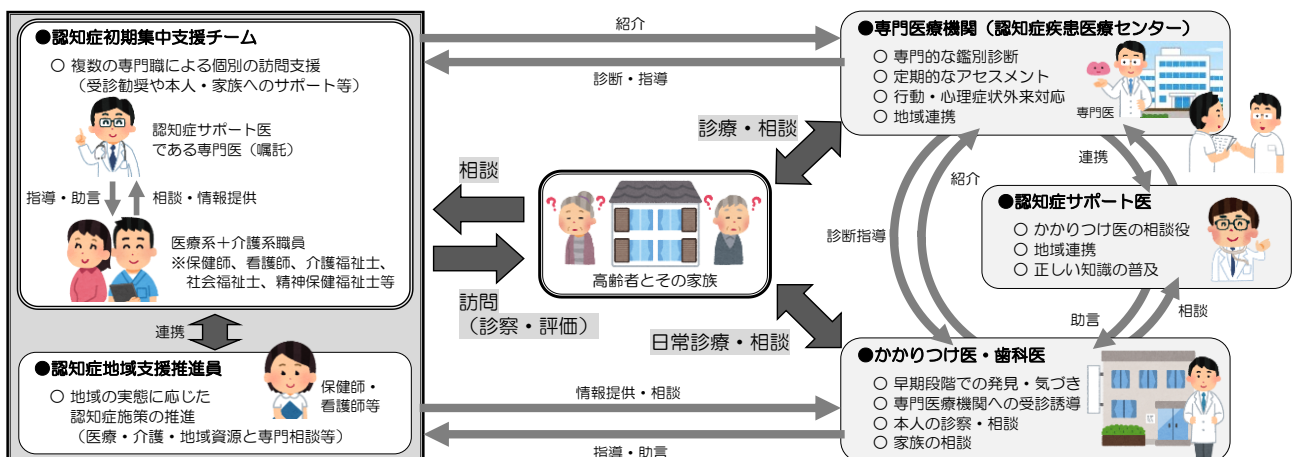 ●認知症初期集中支援チーム
○ 複数の専門職による個別の訪問支援
（受診勧奨や本人・家族へのサポート等）
認知症サポート医
である専門医（嘱託）
指導・助言
相談・情報提供
医療系＋介護系職員
※保健師、看護師、介護福祉士、
社会福祉士、精神保健福祉士等
連携
●認知症地域支援推進員
○ 地域の実態に応じた
認知症施策の推進
（医療・介護・地域資源と専門相談等）
保健師・
看護師等
紹介
診断・指導
相談
訪問
（診察・評価）
診療・相談
? ? ? ?
高齢者とその家族
日常診療・相談
情報提供・相談
指導・助言
●専門医療機関（認知症疾患医療センター）
○ 専門的な鑑別診断
○ 定期的なアセスメント
○ 行動・心理症状外来対応
○ 地域連携
専門医
連携
紹介
診断指導
●認知症サポート医
○ かかりつけ医の相談役
○ 地域連携
○ 正しい知識の普及
助言
相談
●かかりつけ医・歯科医
○ 早期段階での発見・気づき
○ 専門医療機関への受診誘導
○ 本人の診察・相談
○ 家族の相談